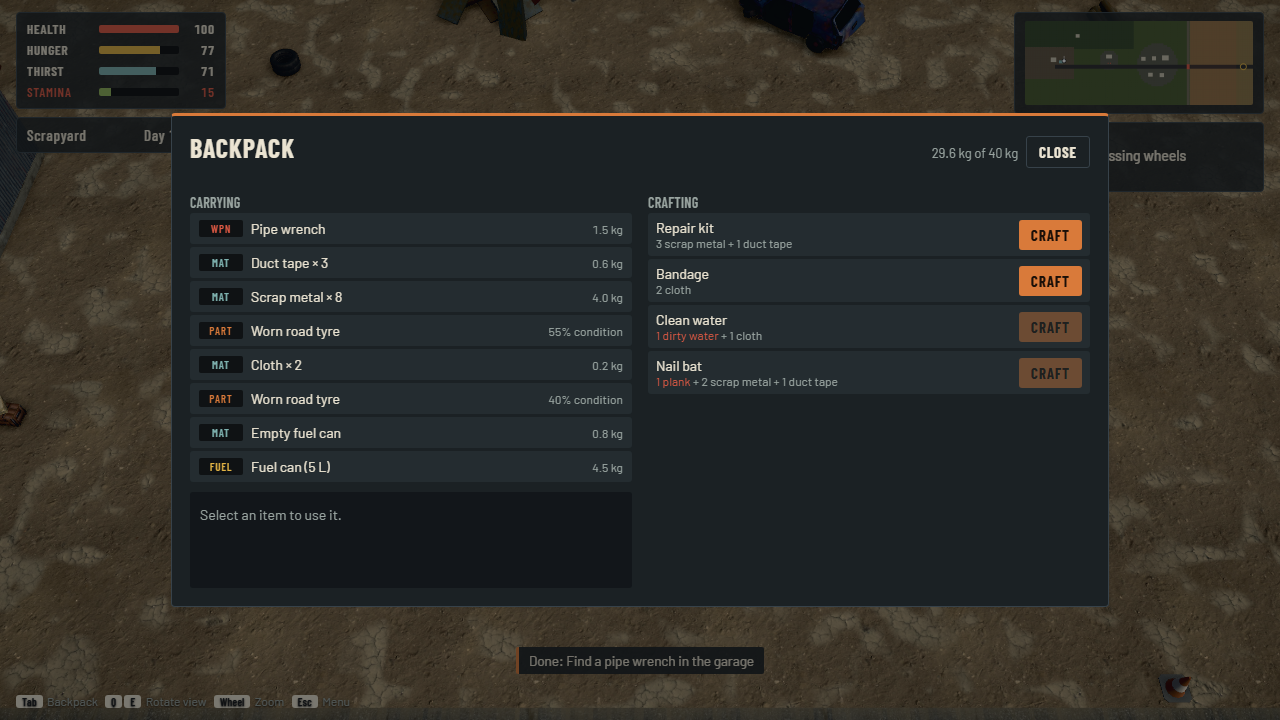 HEALTH 100
HUNGER 77
THIRST 71
STAMINA 15
Scrapyard Day
ssing wheels
BACKPACK
29.6 kg of 40 kg CLOSE
CARRYING
WPN Pipe wrench 1.5 kg
MAT Duct tape × 3 0.6 kg
MAT Scrap metal × 8 4.0 kg
PART Worn road tyre 55% condition
MAT Cloth × 2 0.2 kg
PART Worn road tyre 40% condition
MAT Empty fuel can 0.8 kg
FUEL Fuel can (5 L) 4.5 kg
Select an item to use it.
CRAFTING
Repair kit
3 scrap metal + 1 duct tape
CRAFT
Bandage
2 cloth
CRAFT
Clean water
1 dirty water + 1 cloth
CRAFT
Nail bat
1 plank + 2 scrap metal + 1 duct tape
CRAFT
Done: Find a pipe wrench in the garage
Tab Backpack Q E Rotate view Wheel Zoom Esc Menu